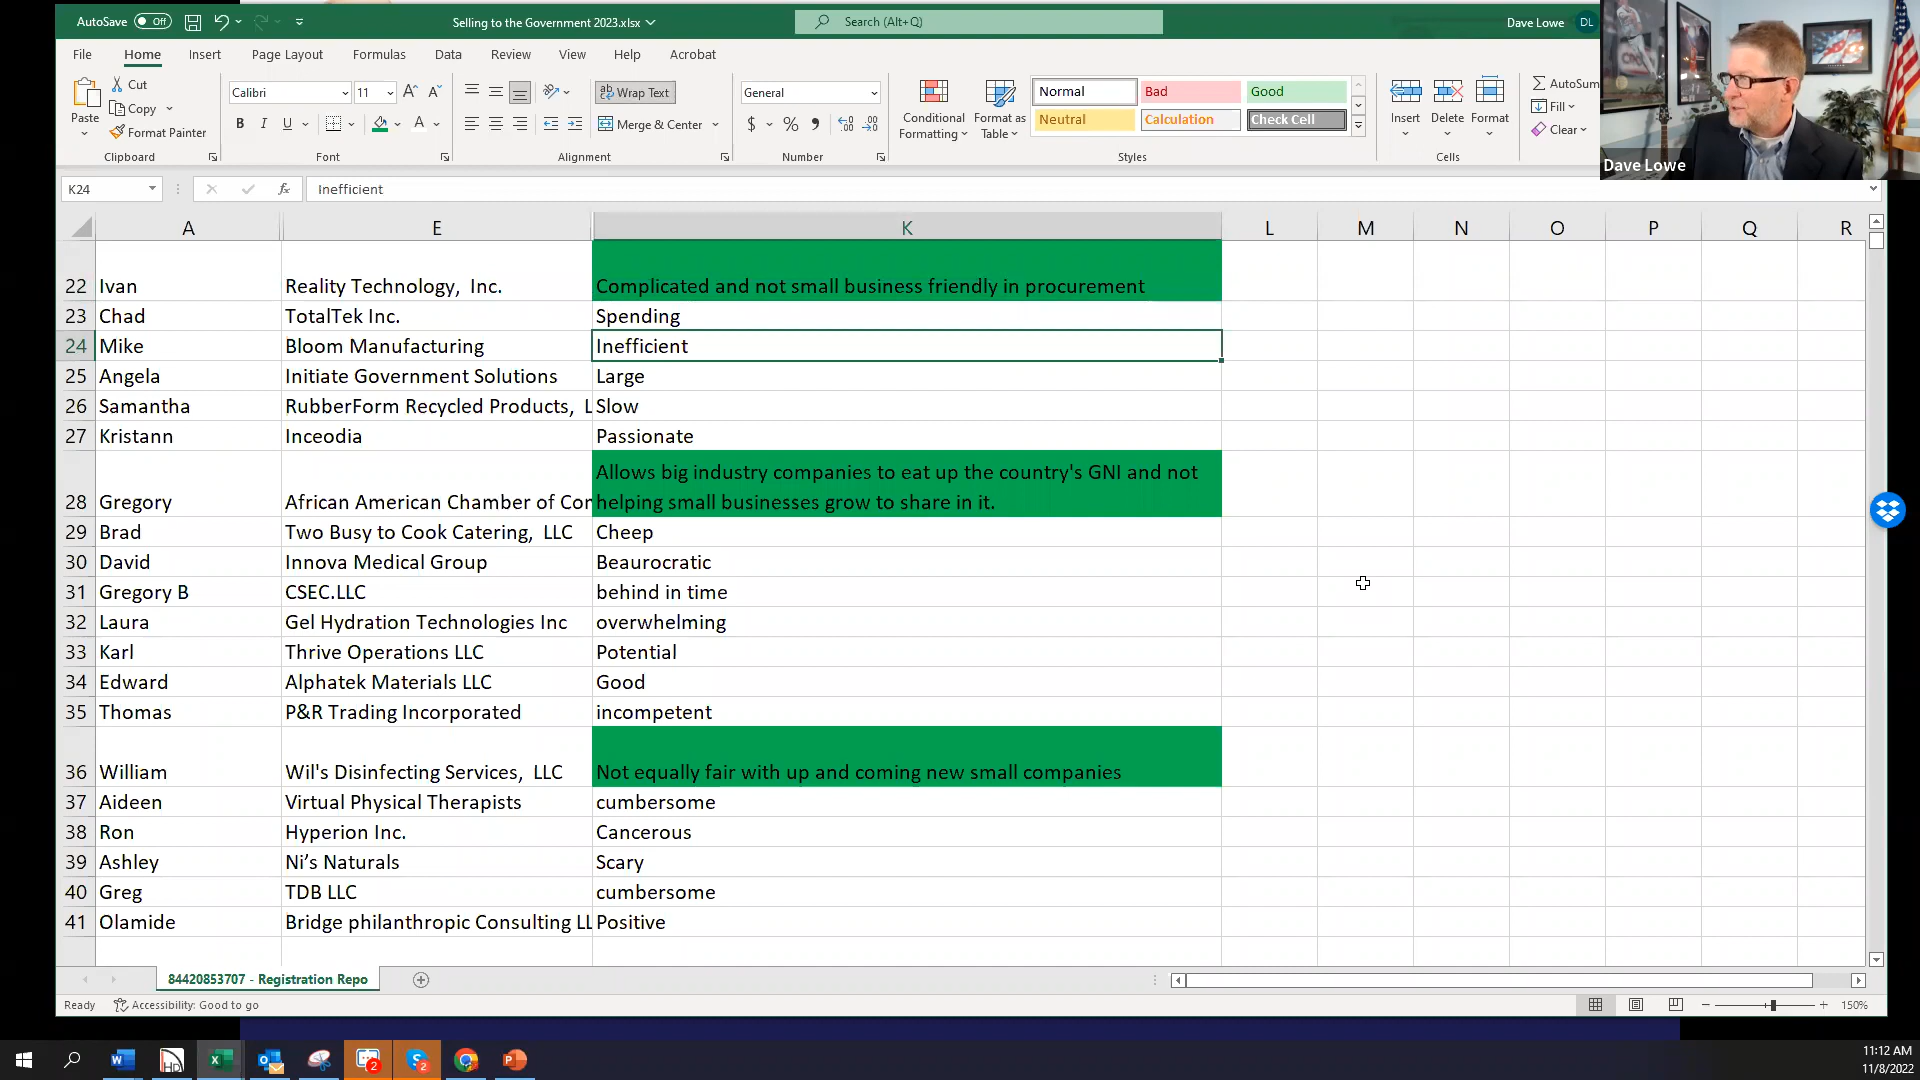 AutoSave Off
Selling to the Government 2023.xlsx
Search (Alt+Q)
Dave Lowe DL
File Home Insert Page Layout Formulas Data Review View Help Acrobat
Paste
Cut
Copy
Format Painter
Clipboard
Calibri 11
B I U
Font
Wrap Text
Merge & Center
Alignment
General
$ % ,
Number
Conditional Formatting
Format as Table
Normal Bad Good
Neutral Calculation Check Cell
Styles
Insert Delete Format
Cells
AutoSum
Fill
Clear
Dave Lowe
K24 fx Inefficient
A E K L M N O P Q R
22 Ivan Reality Technology, Inc. Complicated and not small business friendly in procurement
23 Chad TotalTek Inc. Spending
24 Mike Bloom Manufacturing Inefficient
25 Angela Initiate Government Solutions Large
26 Samantha RubberForm Recycled Products, L Slow
27 Kristann Inceodia Passionate
Allows big industry companies to eat up the country's GNI and not
28 Gregory African American Chamber of Con helping small businesses grow to share in it.
29 Brad Two Busy to Cook Catering, LLC Cheep
30 David Innova Medical Group Beaurocratic
31 Gregory B CSEC.LLC behind in time
32 Laura Gel Hydration Technologies Inc overwhelming
33 Karl Thrive Operations LLC Potential
34 Edward Alphatek Materials LLC Good
35 Thomas P&R Trading Incorporated incompetent
36 William Wil's Disinfecting Services, LLC Not equally fair with up and coming new small companies
37 Aideen Virtual Physical Therapists cumbersome
38 Ron Hyperion Inc. Cancerous
39 Ashley Ni’s Naturals Scary
40 Greg TDB LLC cumbersome
41 Olamide Bridge philanthropic Consulting LL Positive
84420853707 - Registration Repo
Ready Accessibility: Good to go 150%
11:12 AM
11/8/2022